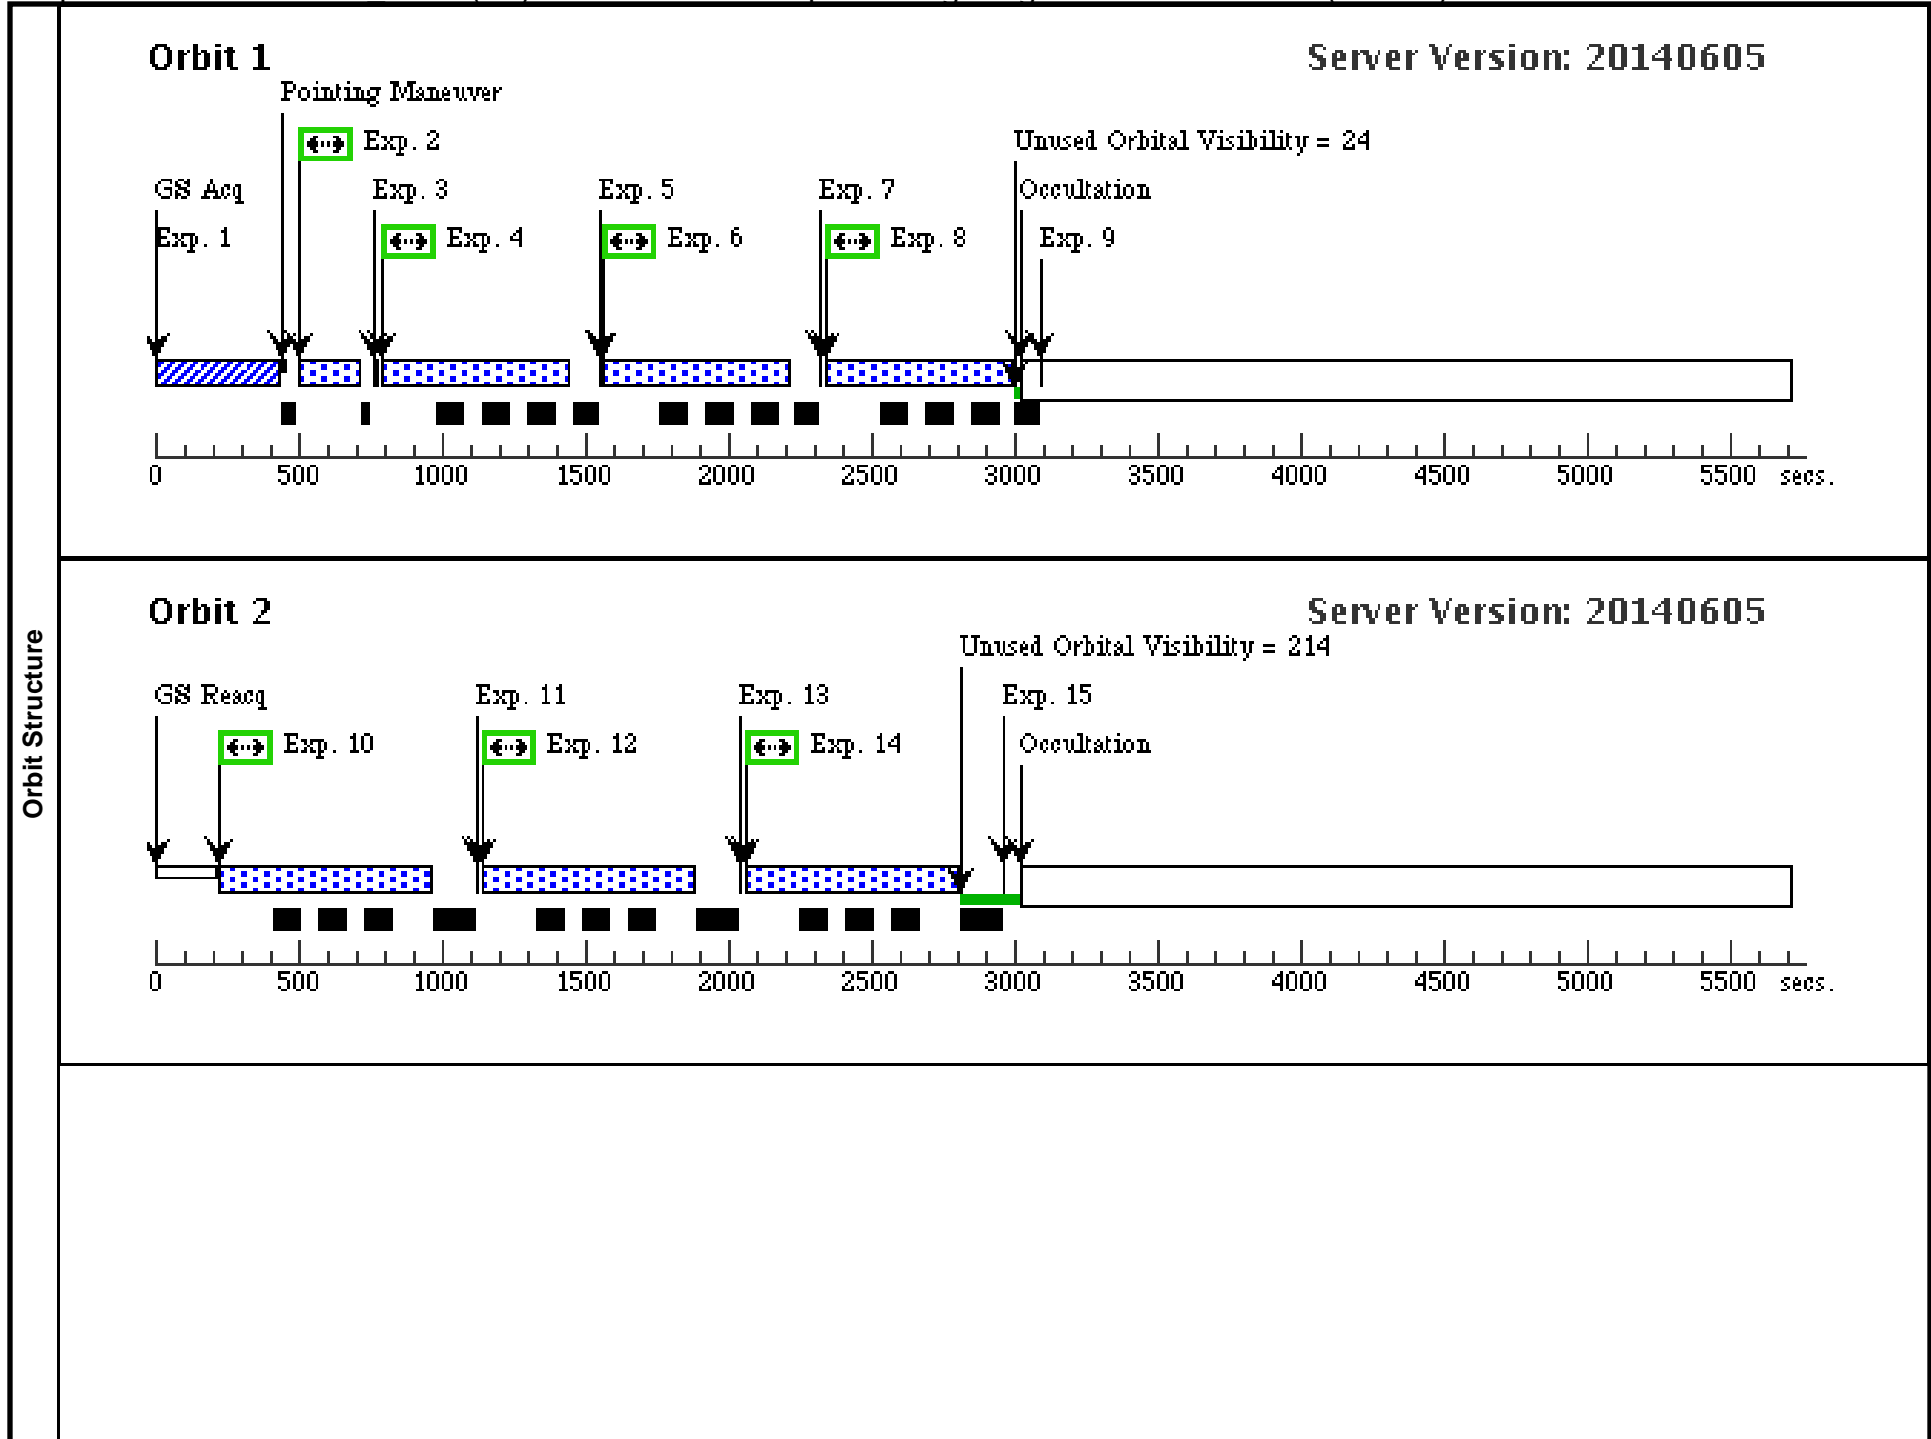 Orbit Structure
Orbit 1
Server Version: 20140605
Pointing Maneuver
Exp. 2
Unused Orbital Visibility = 24
GS Acq
Exp. 3
Exp. 5
Exp. 7
Occultation
Exp. 1
Exp. 4
Exp. 6
Exp. 8
Exp. 9
0 500 1000 1500 2000 2500 3000 3500 4000 4500 5000 5500 secs.
Orbit 2
Server Version: 20140605
Unused Orbital Visibility = 214
GS Reacq
Exp. 11
Exp. 13
Exp. 15
Exp. 10
Exp. 12
Exp. 14
Occultation
0 500 1000 1500 2000 2500 3000 3500 4000 4500 5000 5500 secs.